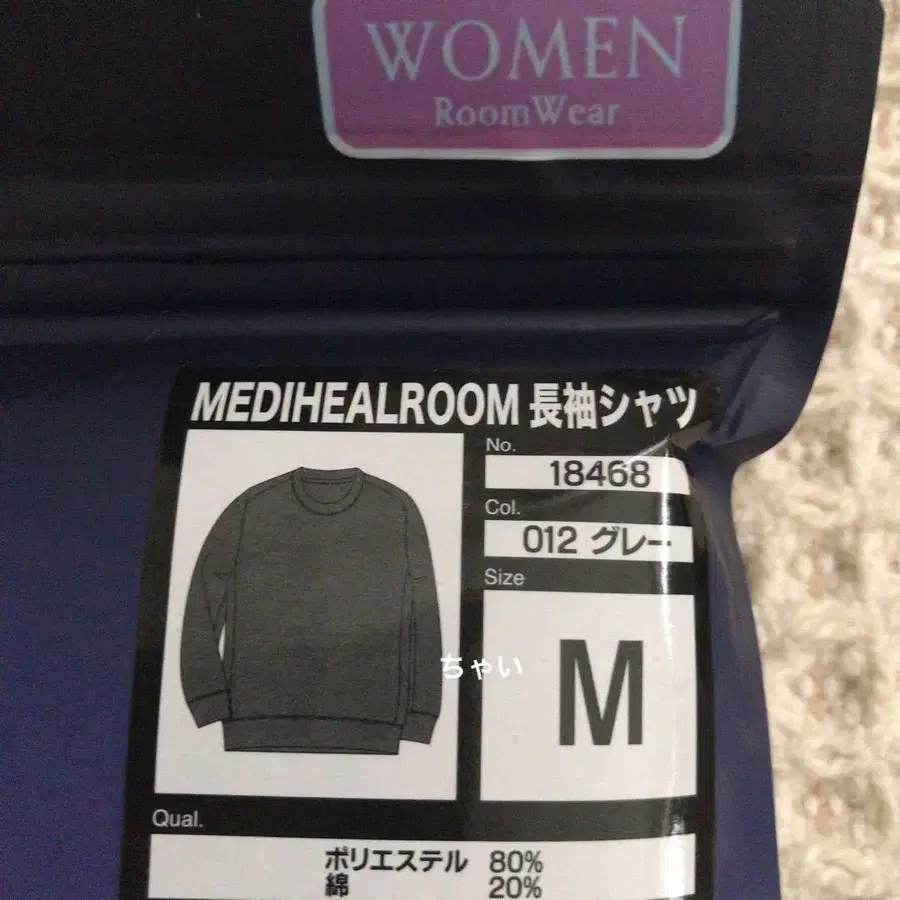 WOMEN
RoomWear
MEDIHEALROOM 長袖シャツ
No.
18468
Col.
012 グレー
Size
M
ちゃい
Qual.
ポリエステル 80%
綿 20%